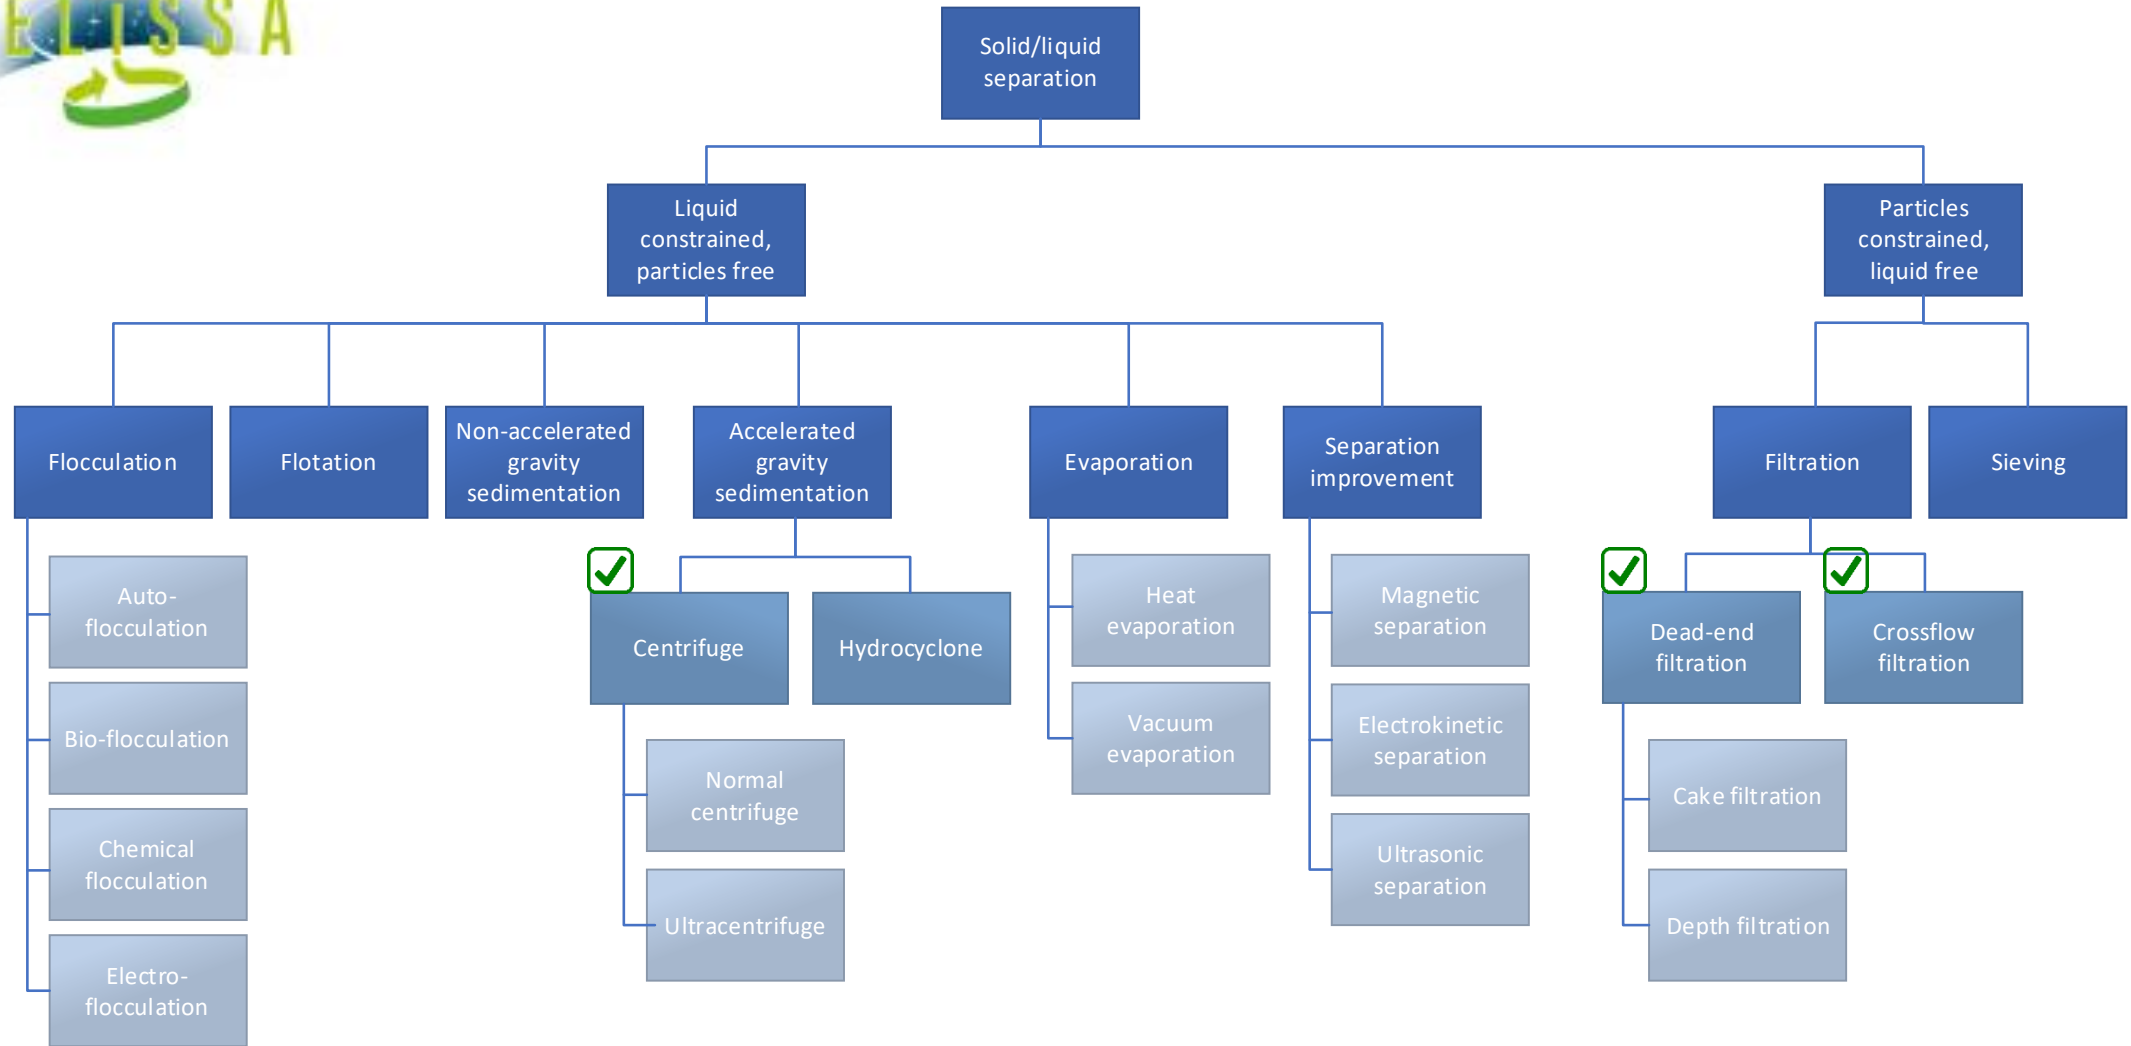 ELISSA
Solid/liquid
separation
Liquid
constrained,
particles free
Particles
constrained,
liquid free
Flocculation
Flotation
Non-accelerated
gravity
sedimentation
Accelerated
gravity
sedimentation
Evaporation
Separation
improvement
Filtration
Sieving
Auto-
flocculation
Bio-flocculation
Chemical
flocculation
Electro-
flocculation
Centrifuge
Hydrocyclone
Normal
centrifuge
Ultracentrifuge
Heat
evaporation
Vacuum
evaporation
Magnetic
separation
Electrokinetic
separation
Ultrasonic
separation
Dead-end
filtration
Crossflow
filtration
Cake filtration
Depth filtration